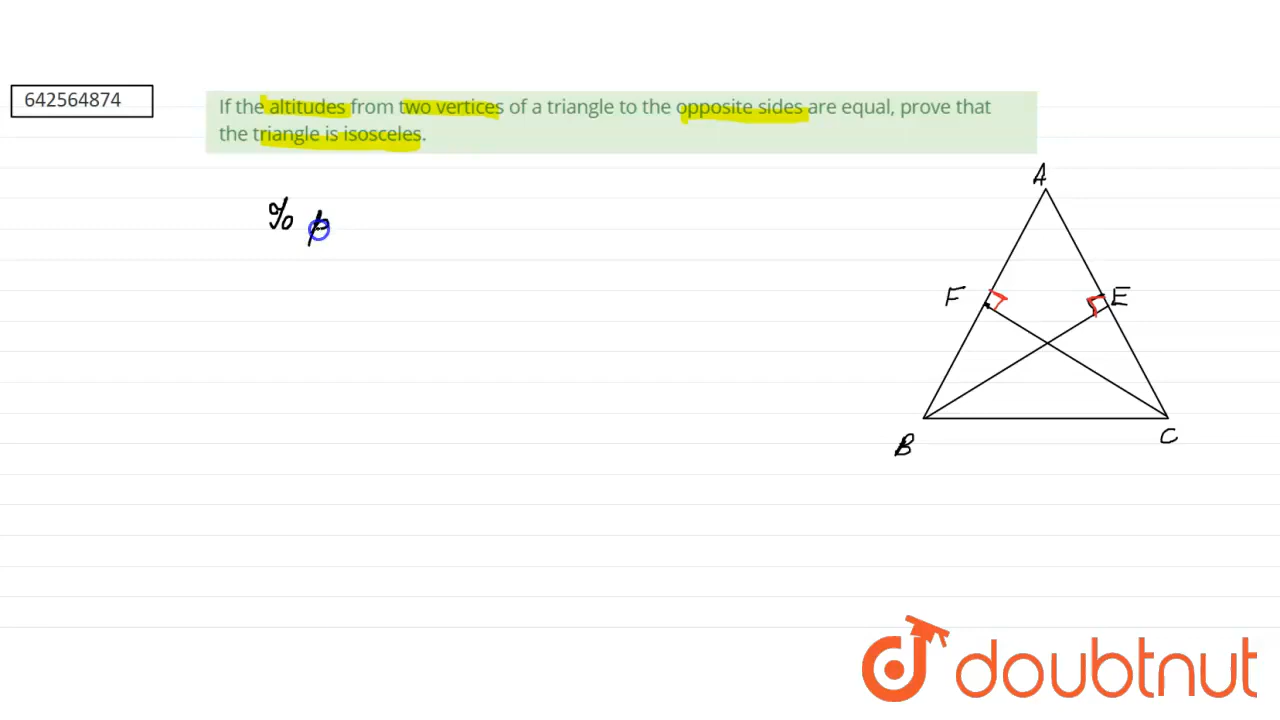 642564874
If the altitudes from two vertices of a triangle to the opposite sides are equal, prove that
the triangle is isosceles.
A
F
E
B
C
doubtnut